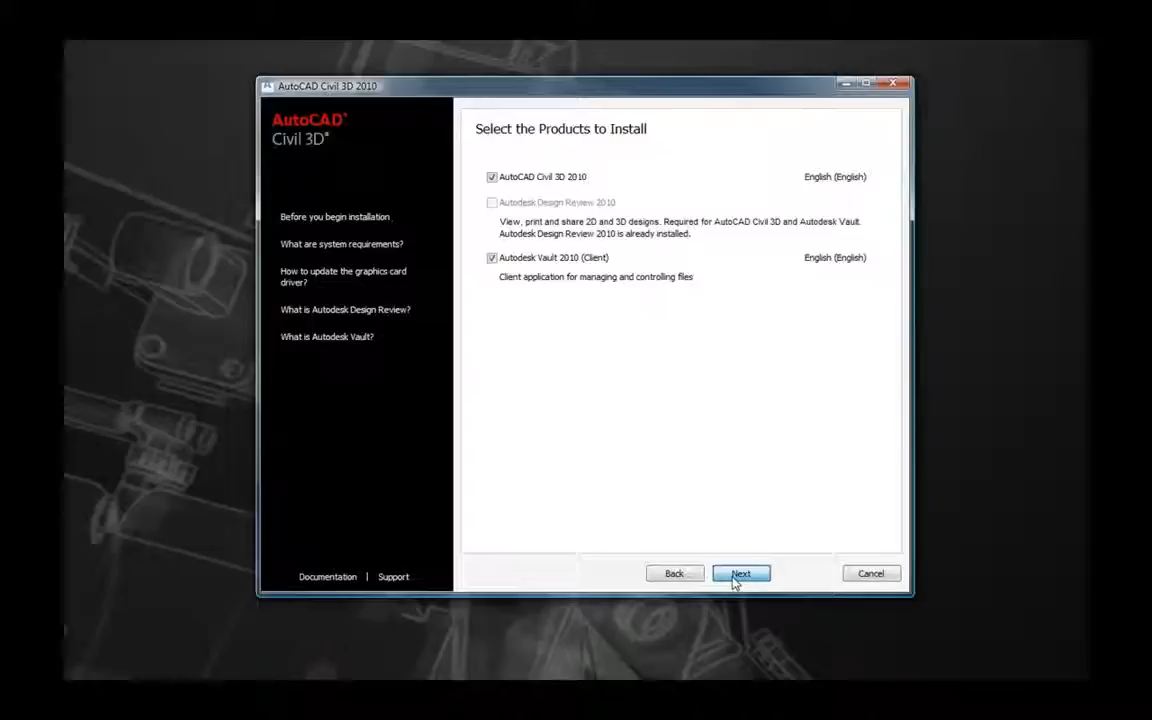 AutoCAD Civil 3D 2010
AutoCAD®
Civil 3D®
Before you begin installation
What are system requirements?
How to update the graphics card
driver?
What is Autodesk Design Review?
What is Autodesk Vault?
Documentation | Support
Select the Products to Install
AutoCAD Civil 3D 2010 English (English)
Autodesk Design Review 2010
View, print and share 2D and 3D designs. Required for AutoCAD Civil 3D and Autodesk Vault.
Autodesk Design Review 2010 is already installed.
Autodesk Vault 2010 (Client) English (English)
Client application for managing and controlling files
Back Next Cancel